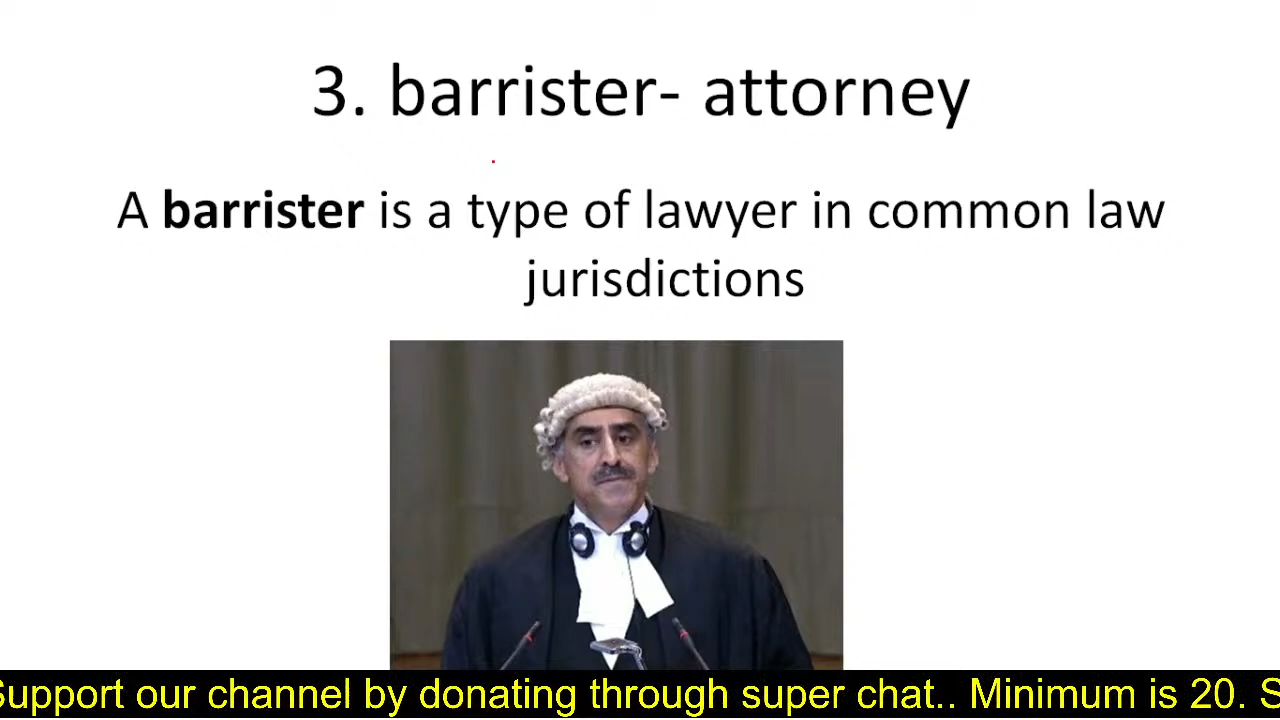 3. barrister- attorney
A barrister is a type of lawyer in common law
jurisdictions
Support our channel by donating through super chat.. Minimum is 20. S